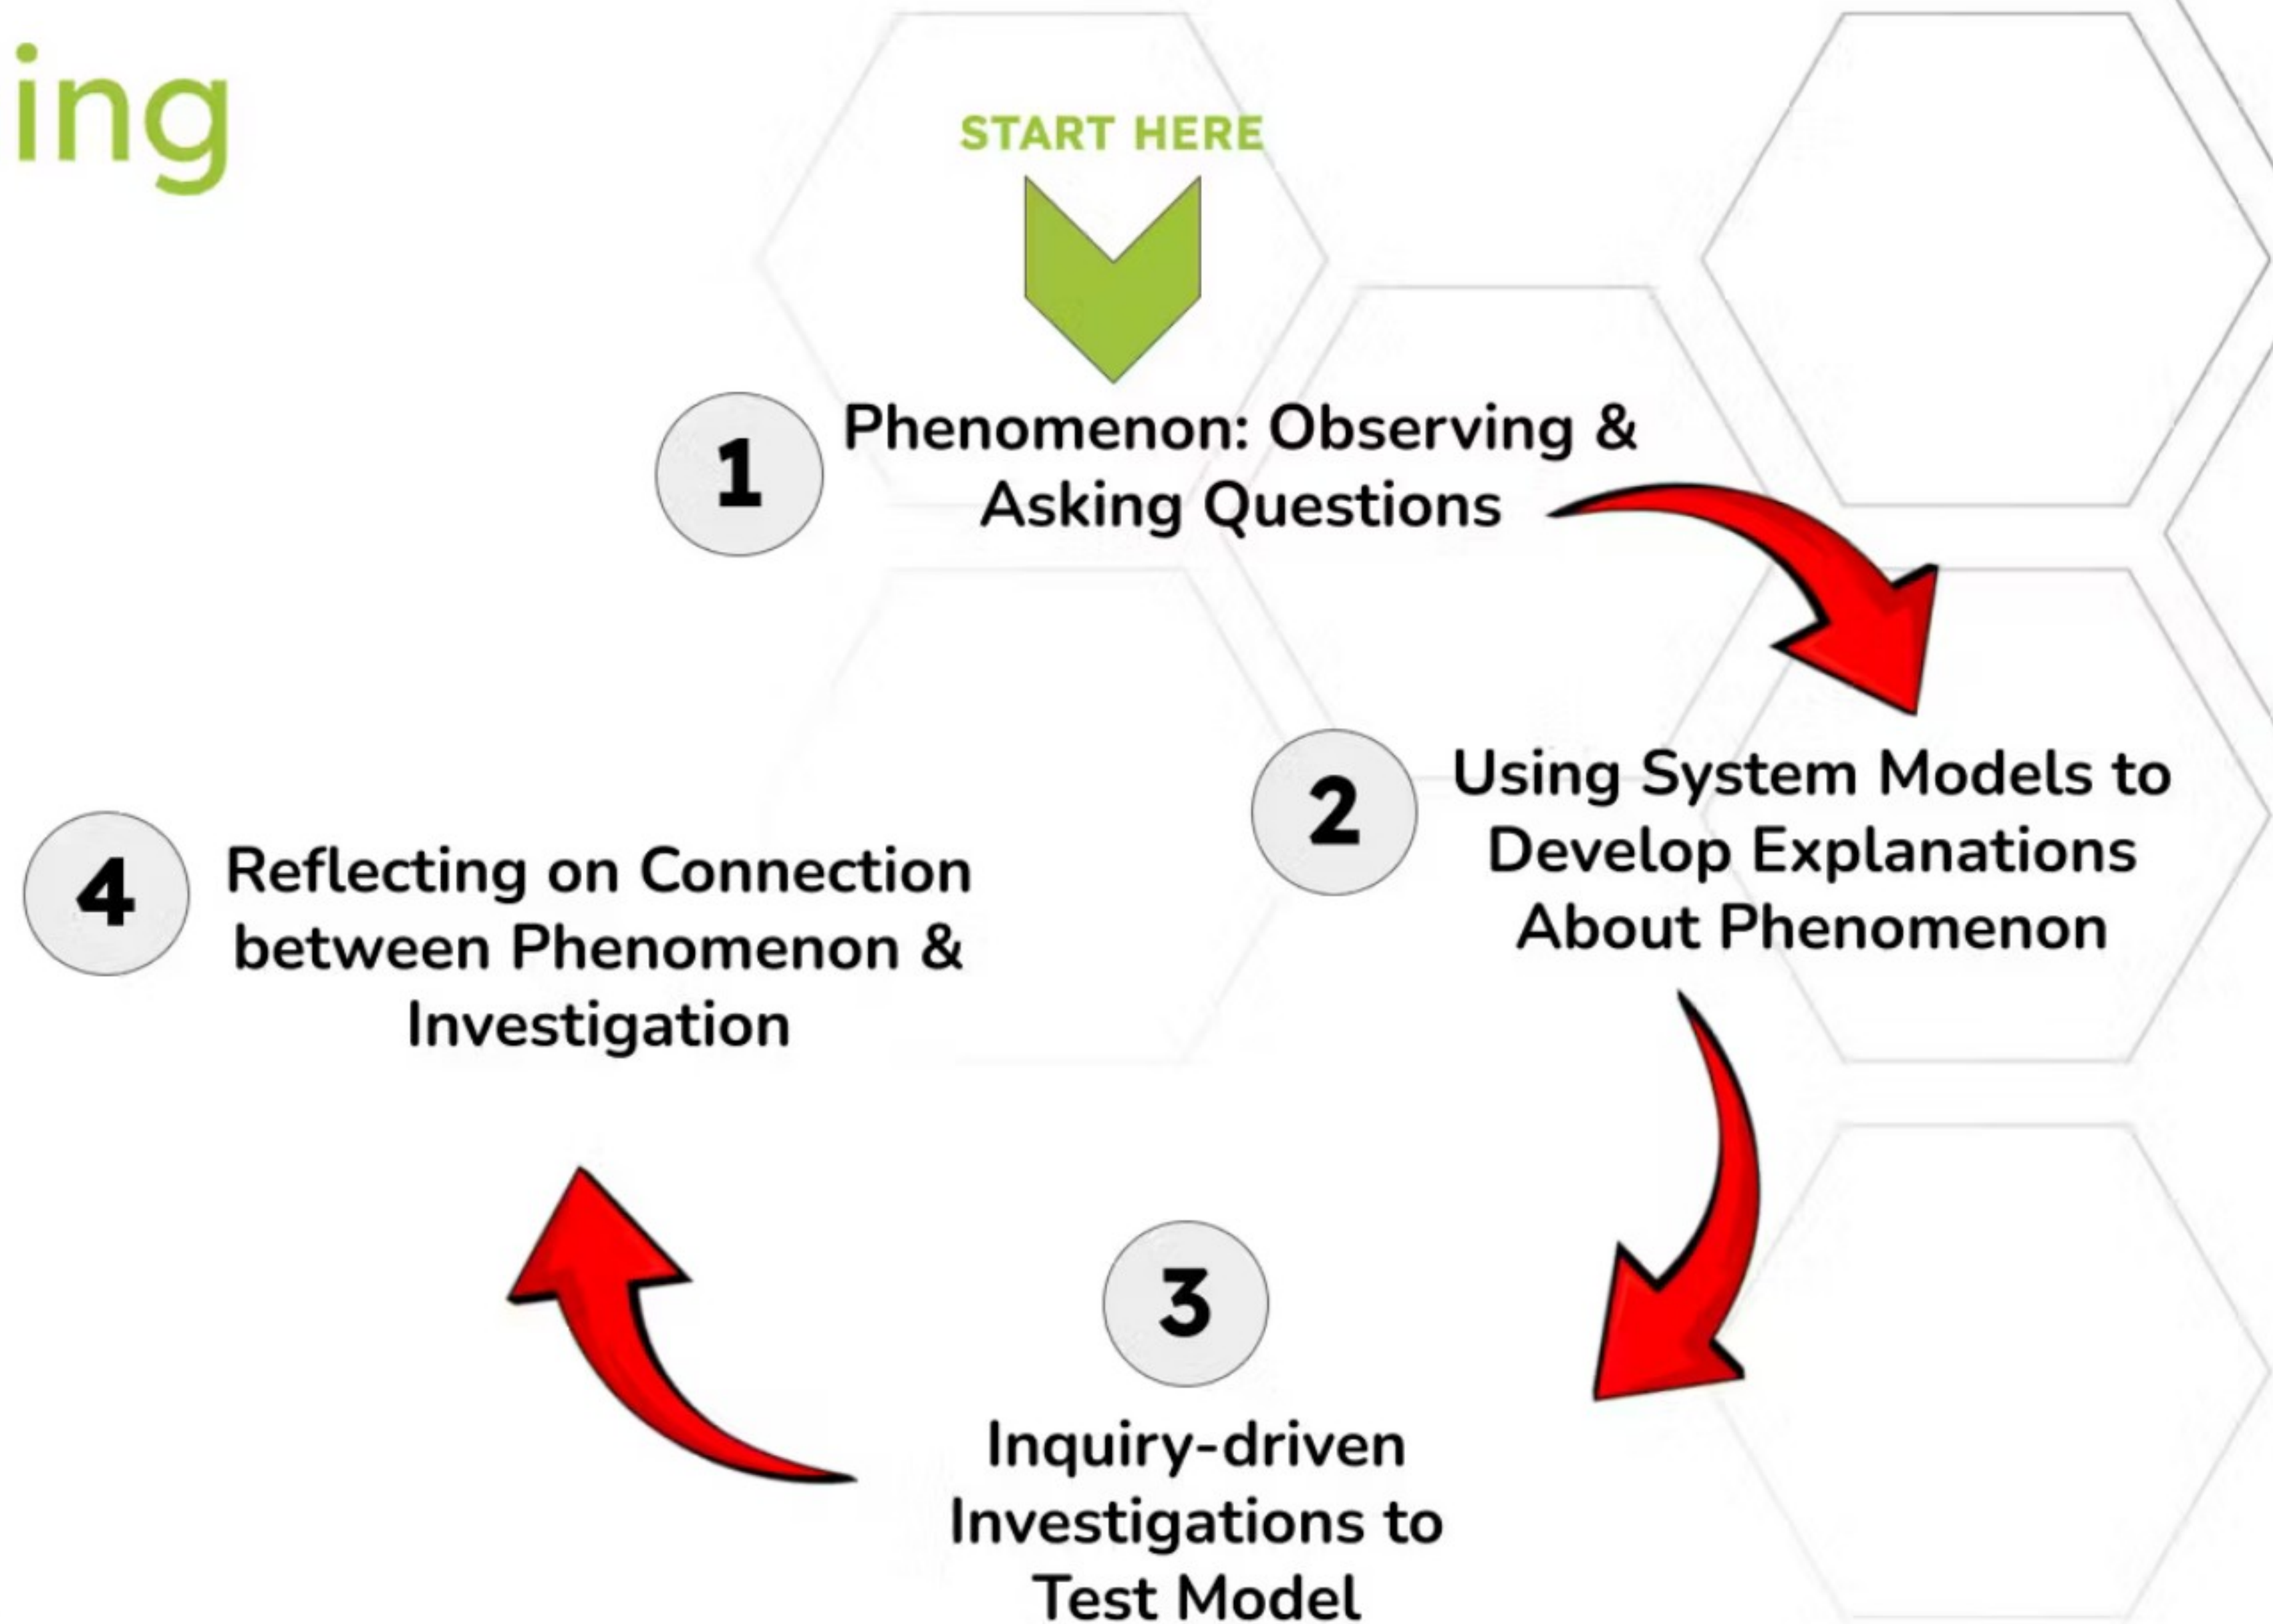 ing
START HERE
1
Phenomenon: Observing &
Asking Questions
2
Using System Models to
Develop Explanations
About Phenomenon
3
Inquiry-driven
Investigations to
Test Model
4
Reflecting on Connection
between Phenomenon &
Investigation